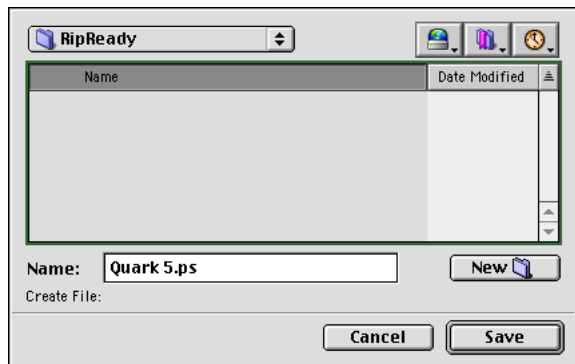 RipReady
Name Date Modified
Name: Quark 5.ps New
Create File:
Cancel Save